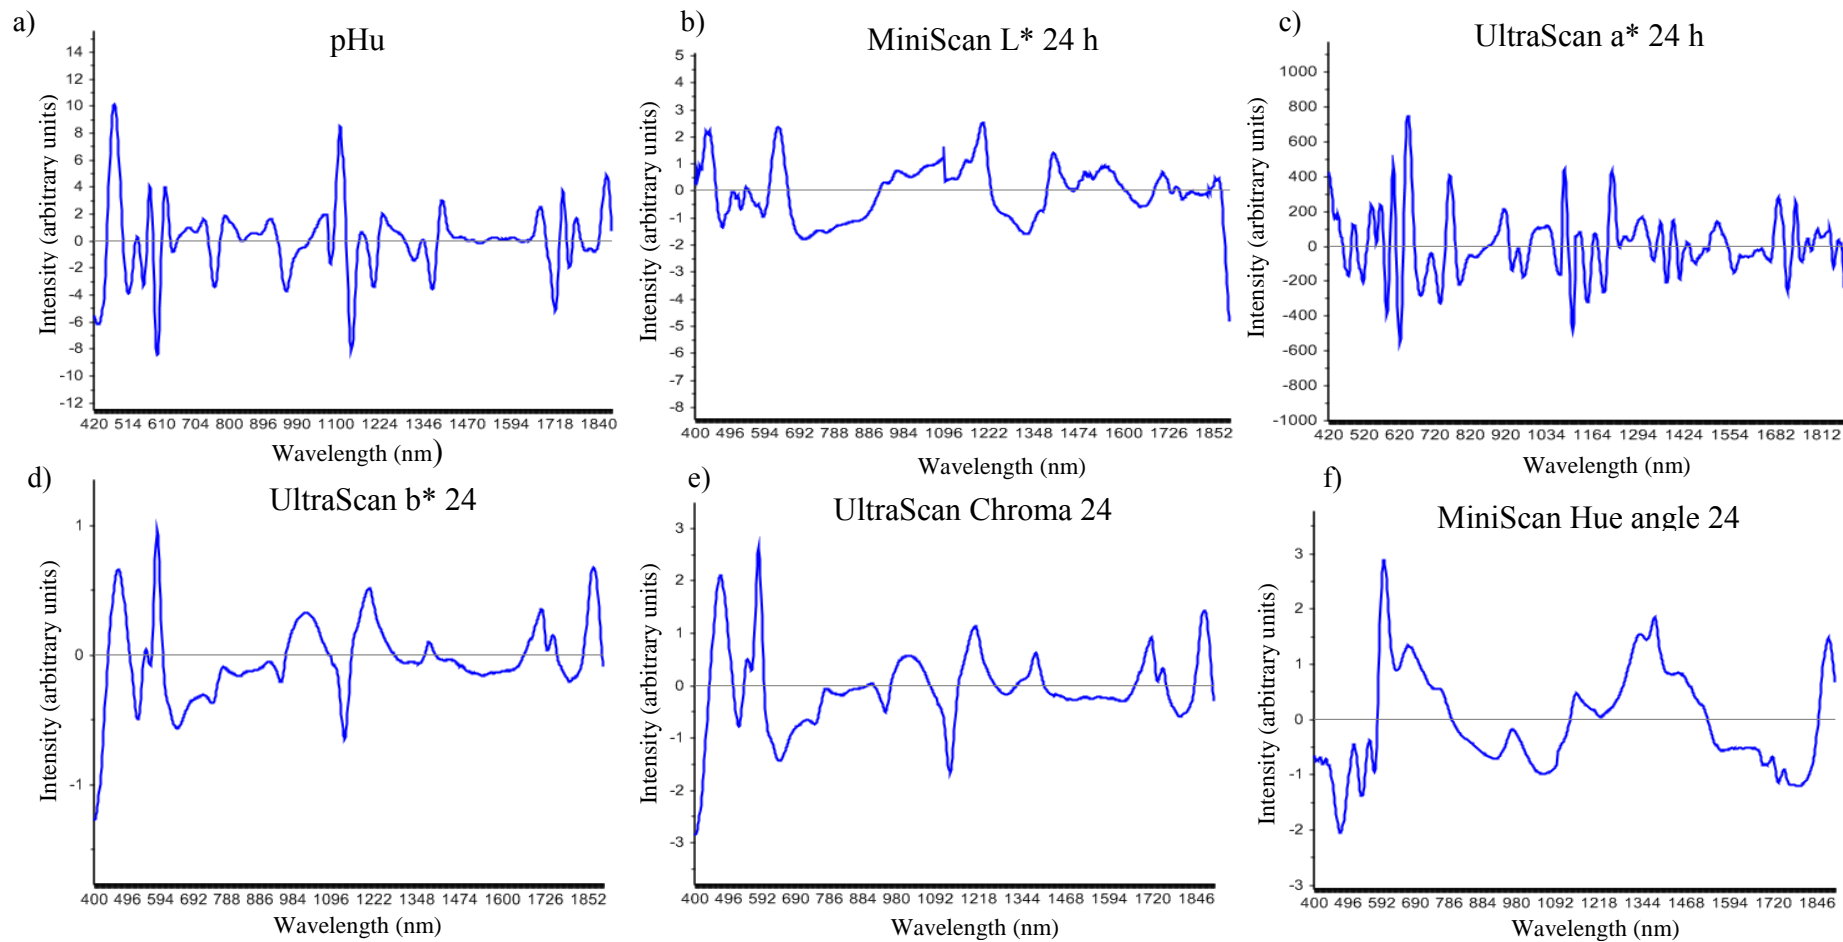 a)
pHu
14
12
10
8
6
4
2
0
-2
-4
-6
-8
-10
-12
Intensity (arbitrary units)
420 514 610 704 800 896 990 1100 1224 1346 1470 1594 1718 1840
Wavelength (nm)
b)
MiniScan L* 24 h
5
4
3
2
1
0
-1
-2
-3
-4
-5
-6
-7
-8
Intensity (arbitrary units)
400 496 594 692 788 886 984 1096 1222 1348 1474 1600 1726 1852
Wavelength (nm)
c)
UltraScan a* 24 h
1000
800
600
400
200
0
-200
-400
-600
-800
-1000
Intensity (arbitrary units)
420 520 620 720 820 920 1034 1164 1294 1424 1554 1682 1812
Wavelength (nm)
d)
UltraScan b* 24
1
0
-1
Intensity (arbitrary units)
400 496 594 692 788 886 984 1096 1222 1348 1474 1600 1726 1852
Wavelength (nm)
e)
UltraScan Chroma 24
3
2
1
0
-1
-2
-3
Intensity (arbitrary units)
400 496 592 690 786 884 980 1092 1218 1344 1468 1594 1720 1846
Wavelength (nm)
f)
MiniScan Hue angle 24
3
2
1
0
-1
-2
-3
Intensity (arbitrary units)
400 496 592 690 786 884 980 1092 1216 1342 1468 1594 1720 1846
Wavelength (nm)